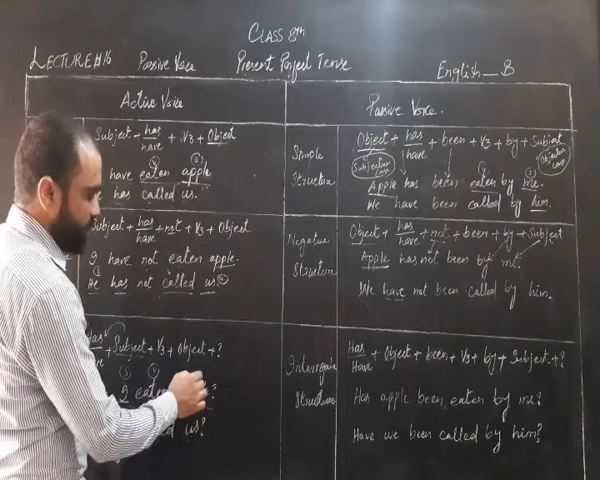 CLASS 8th
LECTURE#16 Passive Voice Present Perfect Tense English_B
Active Voice
Passive Voice.
Subject + has/have + V3 + Object
have eaten apple.
has called us.
Simple Structure
Object + has/have + been + V3 + by + Subject
Subjective case
Objective case
Apple has been eaten by me.
We have been called by him.
Subject + has/have + not + V3 + Object
I have not eaten apple.
He has not called us.
Negative Structure
Object + has/have + not + been + by + Subject
Apple has not been by me.
We have not been called by him.
Has
+ Subject + V3 + Object + ?
I eaten ?
us?
Structure
Has/Have + Object + been + V3 + by + Subject + ?
Has apple been eaten by me?
Have we been called by him?